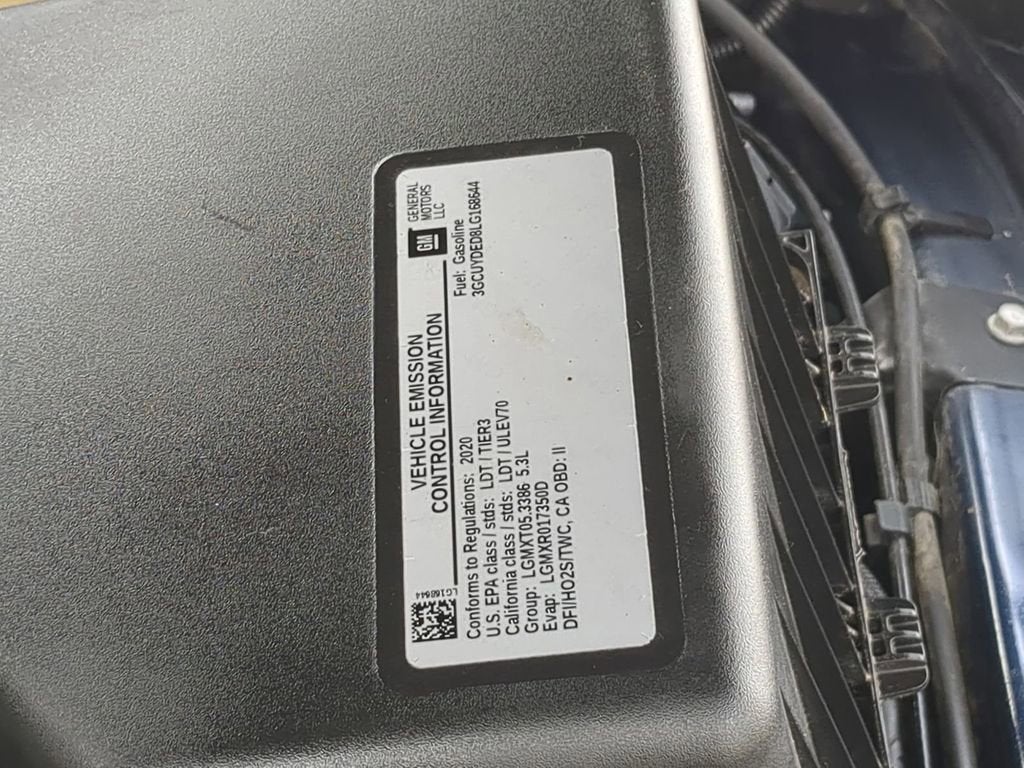 LG168644
VEHICLE EMISSION
CONTROL INFORMATION
GM
GENERAL
MOTORS
LLC
Conforms to Regulations: 2020
Fuel: Gasoline
U.S. EPA class / stds: LDT / TIER3
3GCUYDED8LG168644
California class / stds: LDT / ULEV70
Group: LGMXT05.3386 5.3L
Evap: LGMXR017350D
DFI/HO2S/TWC, CA OBD: II